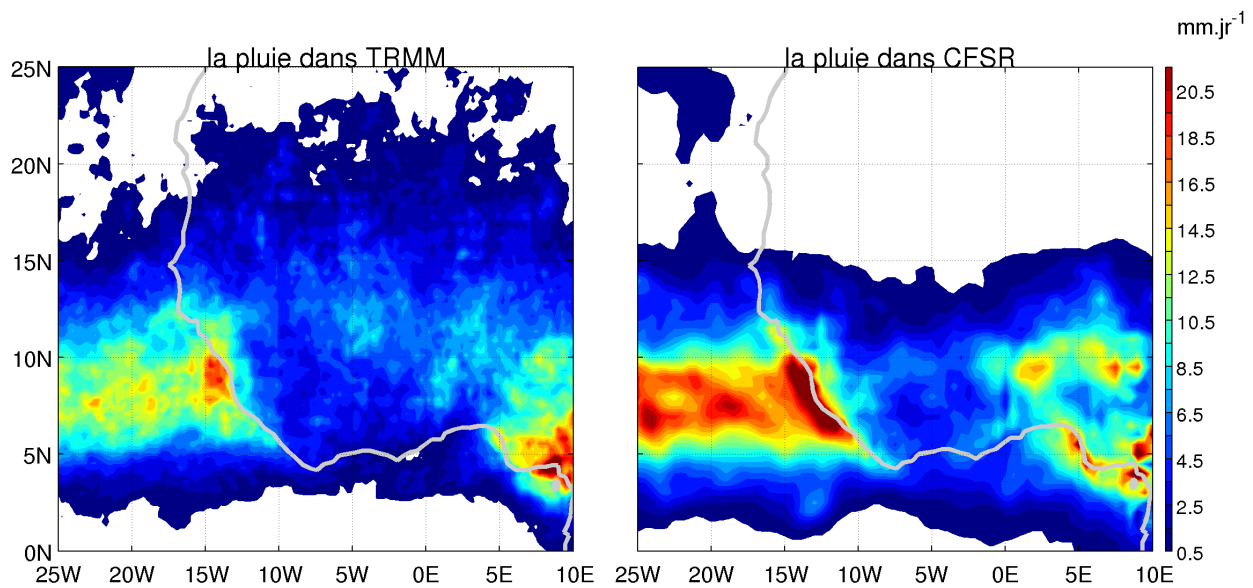 mm.jr-1
la pluie dans TRMM
la pluie dans CFSR
25N
20N
15N
10N
5N
0N
25W 20W 15W 10W 5W 0E 5E 10E
25W 20W 15W 10W 5W 0E 5E 10E
20.5
18.5
16.5
14.5
12.5
10.5
8.5
6.5
4.5
2.5
0.5